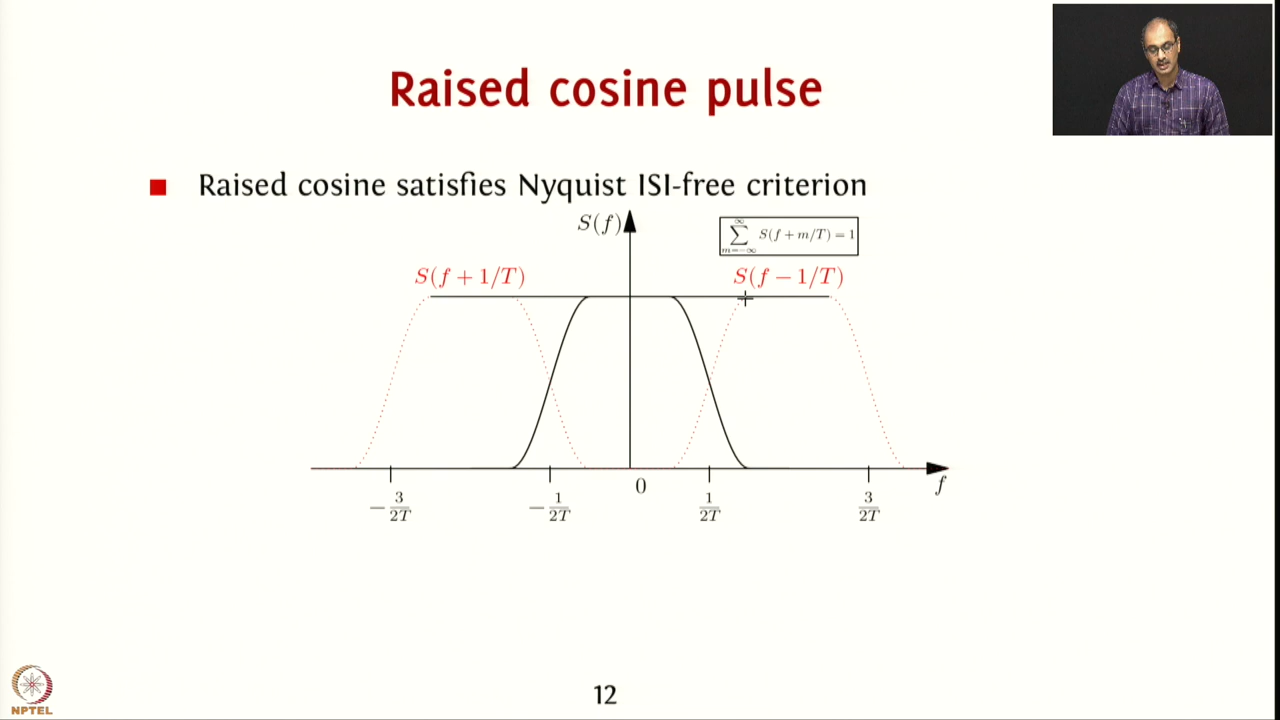 Raised cosine pulse
Raised cosine satisfies Nyquist ISI-free criterion
S(f)
∞
∑ S(f + m/T) = 1
m=−∞
S(f + 1/T)
S(f − 1/T)
−3/2T
−1/2T
0
1/2T
3/2T
f
NPTEL
12